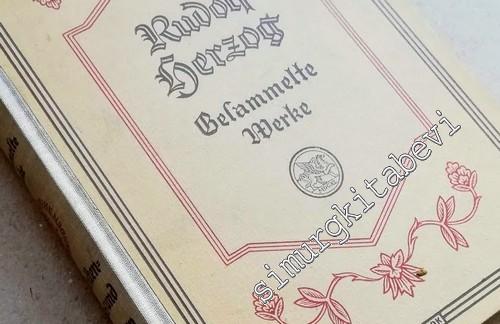 Rudolf
Herzog
Gesammelte
Werke
simurgkitabevi